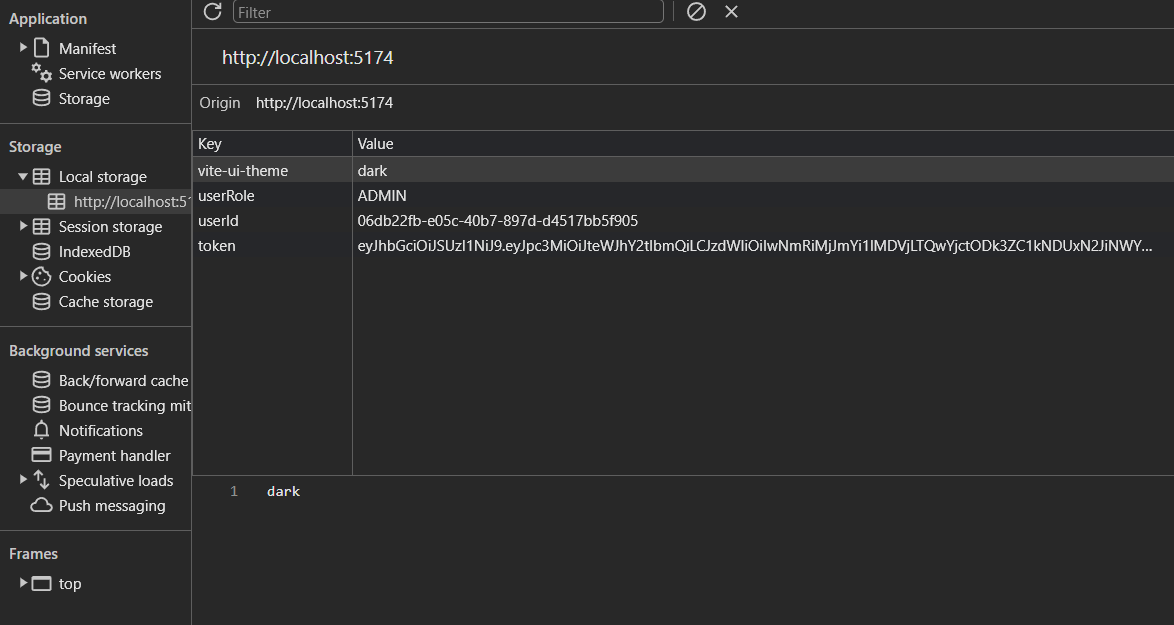 Application
Manifest
Service workers
Storage
Storage
Local storage
http://localhost:51
Session storage
IndexedDB
Cookies
Cache storage
Background services
Back/forward cache
Bounce tracking mit
Notifications
Payment handler
Speculative loads
Push messaging
Frames
top
Filter
http://localhost:5174
Origin http://localhost:5174
Key Value
vite-ui-theme dark
userRole ADMIN
userId 06db22fb-e05c-40b7-897d-d4517bb5f905
token
1 dark